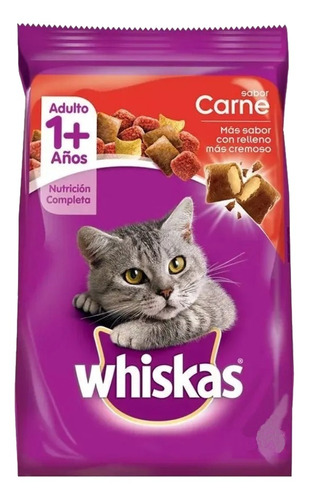 Adulto
1+
Años
Nutrición
Completa
sabor
Carne
Más sabor
con relleno
más cremoso
whiskas®